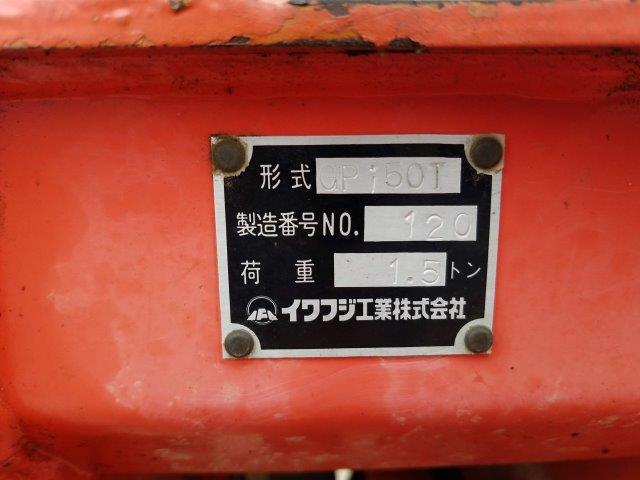 形式
製造番号NO. 120
荷重 1.5トン
イワフジ工業株式会社